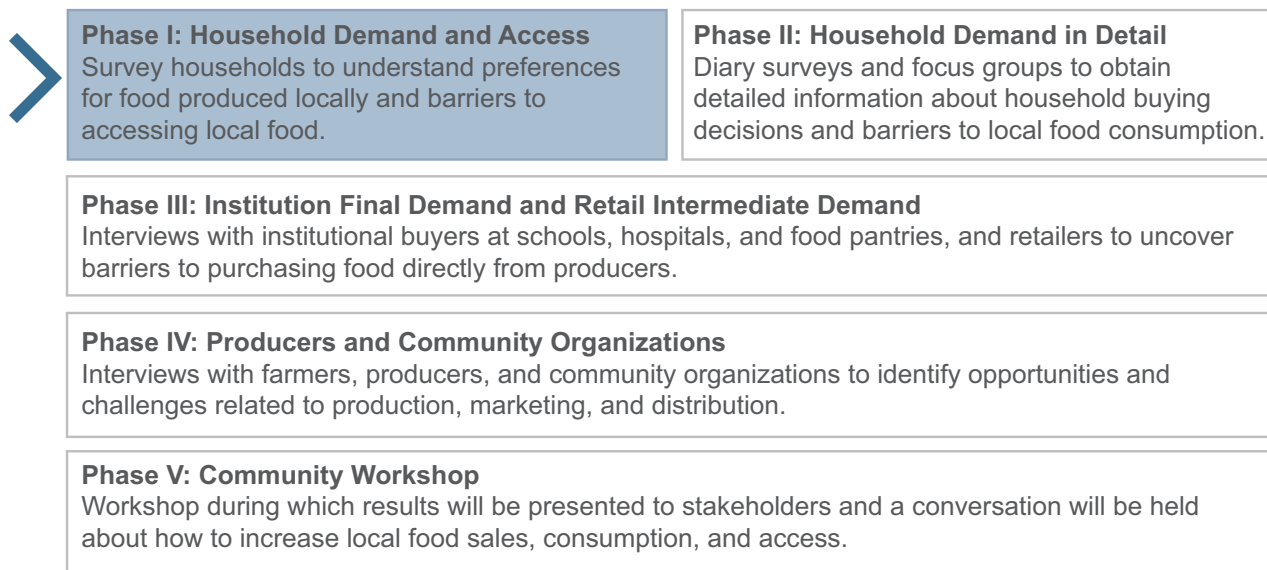 Phase I: Household Demand and Access
Survey households to understand preferences
for food produced locally and barriers to
accessing local food.
Phase II: Household Demand in Detail
Diary surveys and focus groups to obtain
detailed information about household buying
decisions and barriers to local food consumption.
Phase III: Institution Final Demand and Retail Intermediate Demand
Interviews with institutional buyers at schools, hospitals, and food pantries, and retailers to uncover
barriers to purchasing food directly from producers.
Phase IV: Producers and Community Organizations
Interviews with farmers, producers, and community organizations to identify opportunities and
challenges related to production, marketing, and distribution.
Phase V: Community Workshop
Workshop during which results will be presented to stakeholders and a conversation will be held
about how to increase local food sales, consumption, and access.